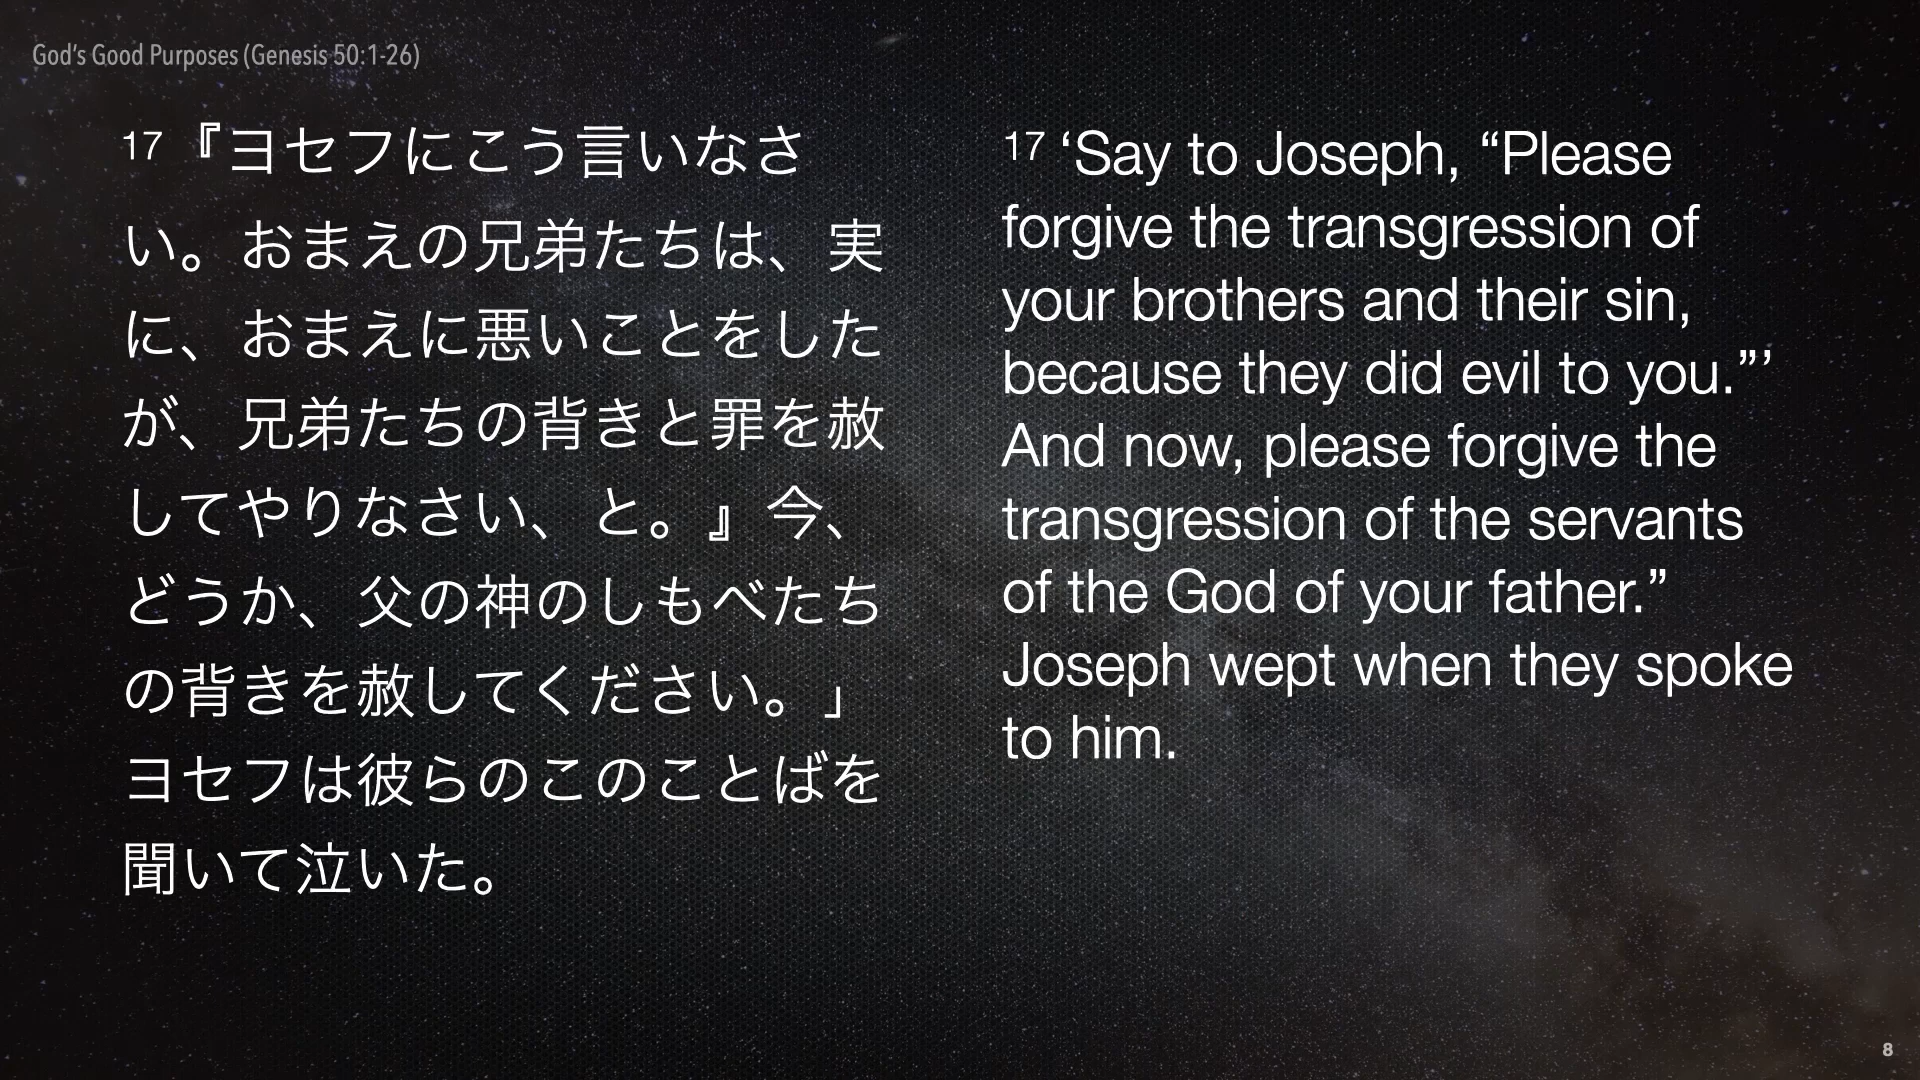 God’s Good Purposes (Genesis 50:1-26)
17『ヨセフにこう言いなさ
い。おまえの兄弟たちは、実
に、おまえに悪いことをした
が、兄弟たちの背きと罪を赦
してやりなさい、と。』今、
どうか、父の神のしもべたち
の背きを赦してください。」
ヨセフは彼らのこのことばを
聞いて泣いた。
17 ‘Say to Joseph, “Please
forgive the transgression of
your brothers and their sin,
because they did evil to you.”’
And now, please forgive the
transgression of the servants
of the God of your father.”
Joseph wept when they spoke
to him.
8